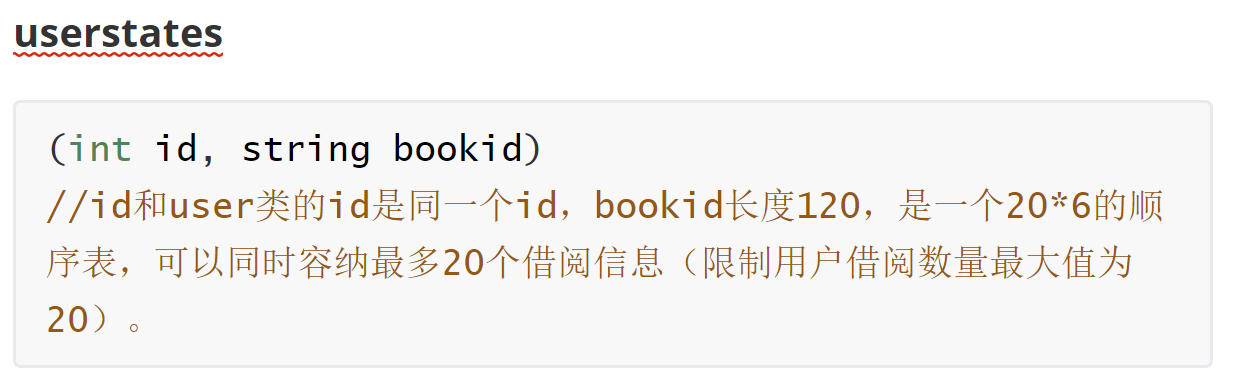 userstates
(int id, string bookid)
//id和user类的id是同一个id，bookid长度120，是一个20*6的顺
序表，可以同时容纳最多20个借阅信息（限制用户借阅数量最大值为
20）。